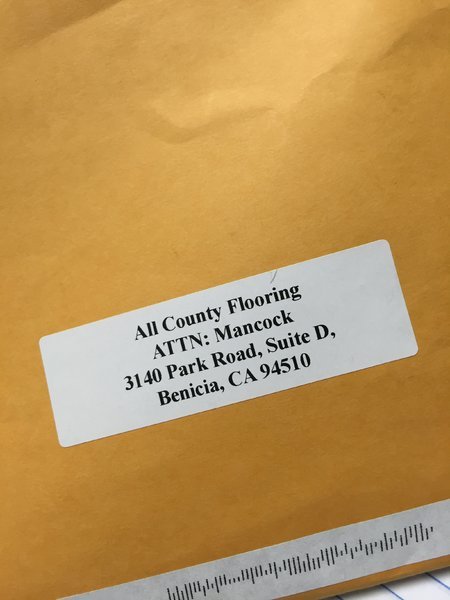 All County Flooring
ATTN: Mancock
3140 Park Road, Suite D,
Benicia, CA 94510